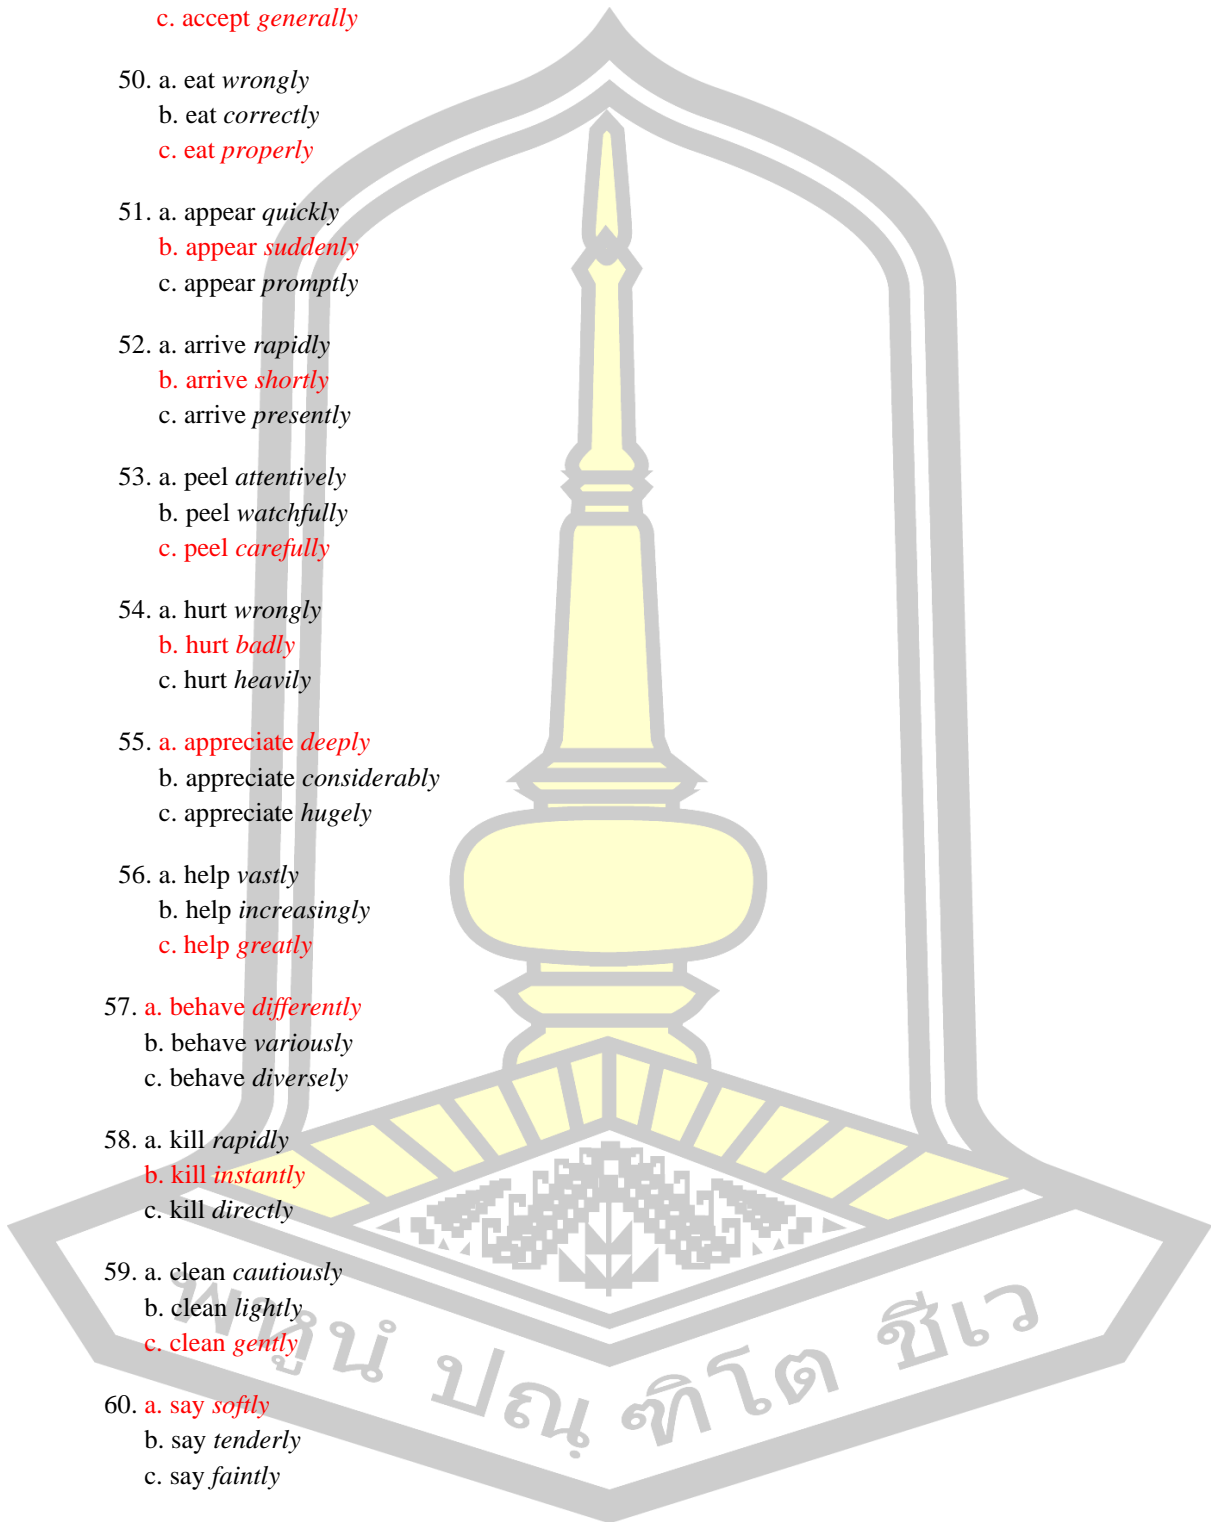 c. accept generally
50. a. eat wrongly
b. eat correctly
c. eat properly
51. a. appear quickly
b. appear suddenly
c. appear promptly
52. a. arrive rapidly
b. arrive shortly
c. arrive presently
53. a. peel attentively
b. peel watchfully
c. peel carefully
54. a. hurt wrongly
b. hurt badly
c. hurt heavily
55. a. appreciate deeply
b. appreciate considerably
c. appreciate hugely
56. a. help vastly
b. help increasingly
c. help greatly
57. a. behave differently
b. behave variously
c. behave diversely
58. a. kill rapidly
b. kill instantly
c. kill directly
59. a. clean cautiously
b. clean lightly
c. clean gently
60. a. say softly
b. say tenderly
c. say faintly
พหูนํ ปณฺฑิโต ชีเว